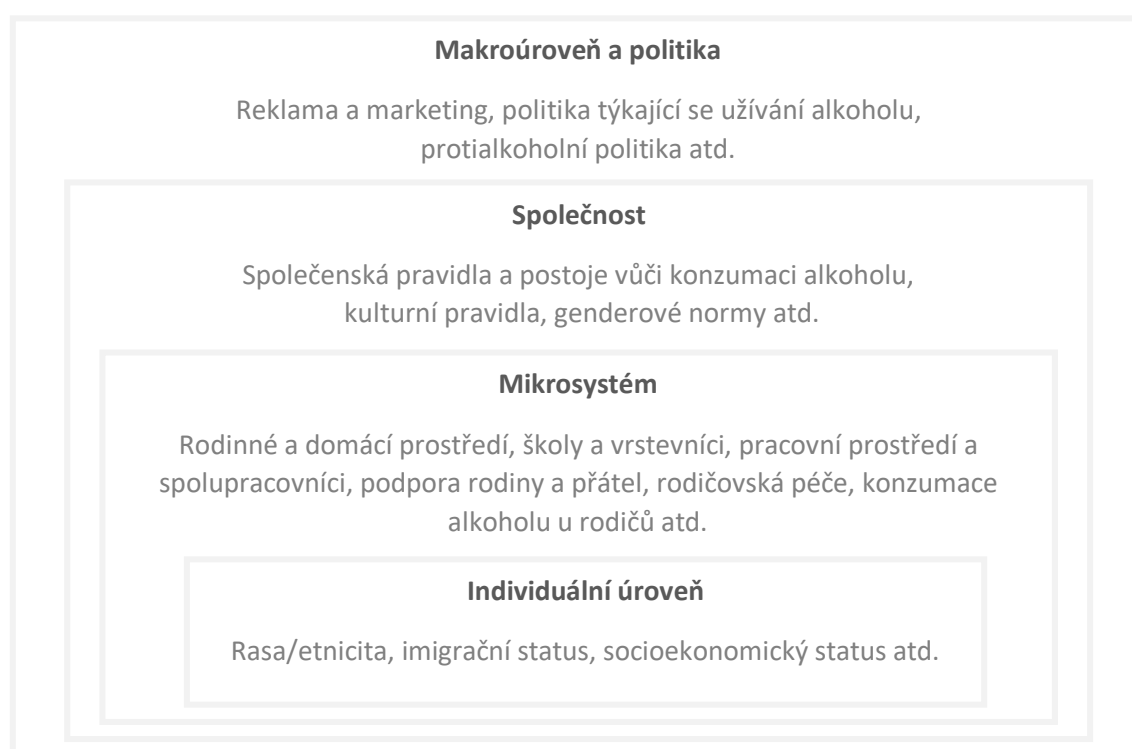 Makroúroveň a politika
Reklama a marketing, politika týkající se užívání alkoholu,
protialkoholní politika atd.
Společnost
Společenská pravidla a postoje vůči konzumaci alkoholu,
kulturní pravidla, genderové normy atd.
Mikrosystém
Rodinné a domácí prostředí, školy a vrstevníci, pracovní prostředí a
spolupracovníci, podpora rodiny a přátel, rodičovská péče, konzumace
alkoholu u rodičů atd.
Individuální úroveň
Rasa/etnicita, imigrační status, socioekonomický status atd.